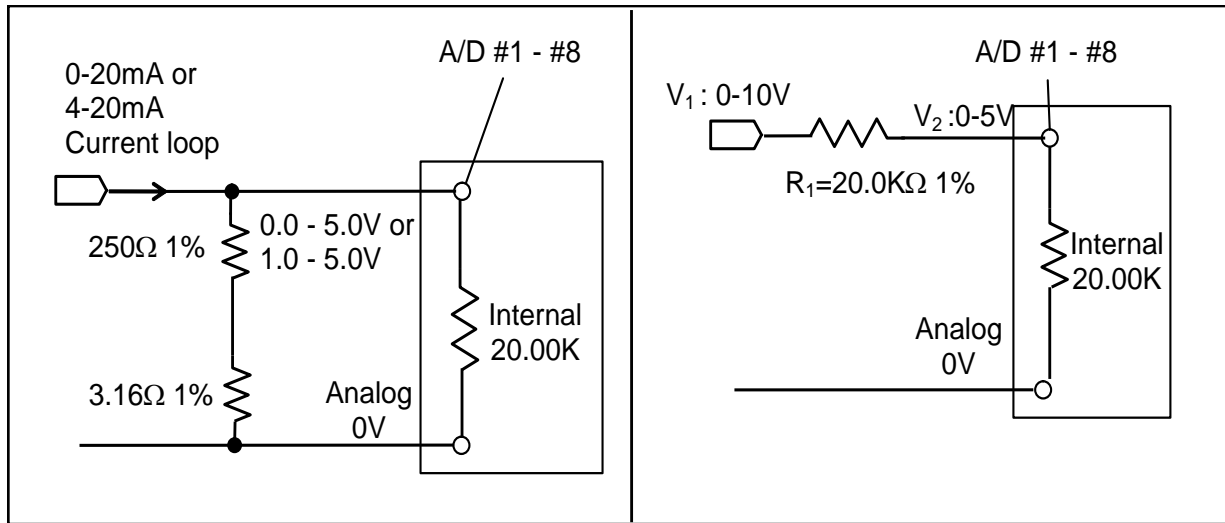 0-20mA or
4-20mA
Current loop
A/D #1 - #8
250Ω 1%
0.0 - 5.0V or
1.0 - 5.0V
Internal
20.00K
3.16Ω 1%
Analog
0V
A/D #1 - #8
V₁ : 0-10V
V₂ :0-5V
R₁=20.0KΩ 1%
Internal
20.00K
Analog
0V